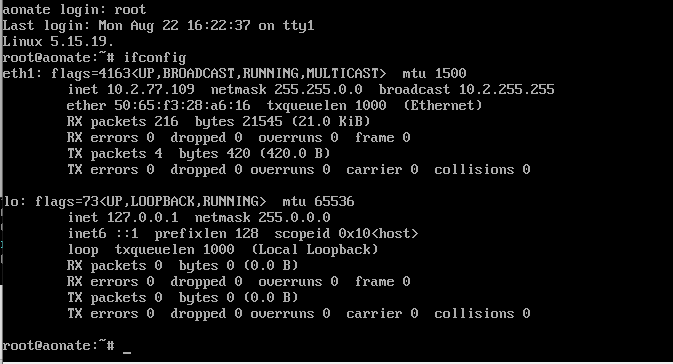 aonate login: root
Last login: Mon Aug 22 16:22:37 on tty1
Linux 5.15.19.
root@aonate:~# ifconfig
eth1: flags=4163<UP,BROADCAST,RUNNING,MULTICAST>  mtu 1500
        inet 10.2.77.109  netmask 255.255.0.0  broadcast 10.2.255.255
        ether 50:65:f3:28:a6:16  txqueuelen 1000  (Ethernet)
        RX packets 216  bytes 21545 (21.0 KiB)
        RX errors 0  dropped 0  overruns 0  frame 0
        TX packets 4  bytes 420 (420.0 B)
        TX errors 0  dropped 0 overruns 0  carrier 0  collisions 0

lo: flags=73<UP,LOOPBACK,RUNNING>  mtu 65536
        inet 127.0.0.1  netmask 255.0.0.0
        inet6 ::1  prefixlen 128  scopeid 0x10<host>
        loop  txqueuelen 1000  (Local Loopback)
        RX packets 0  bytes 0 (0.0 B)
        RX errors 0  dropped 0  overruns 0  frame 0
        TX packets 0  bytes 0 (0.0 B)
        TX errors 0  dropped 0 overruns 0  carrier 0  collisions 0

root@aonate:~# _